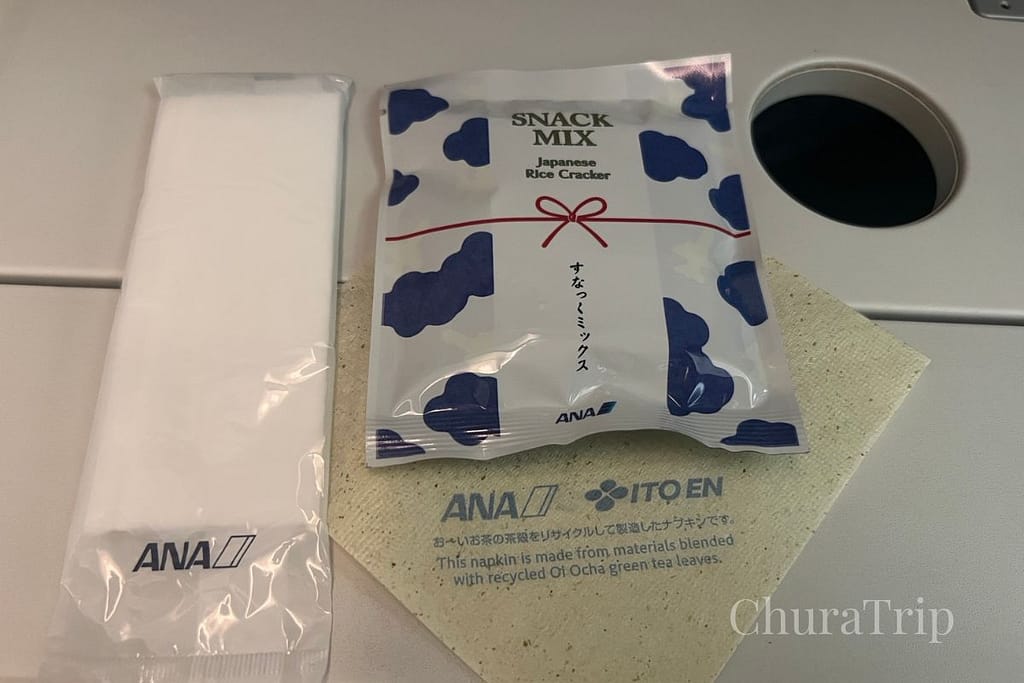 SNACK
MIX
Japanese
Rice Cracker
すなっくミックス
ANA
ANA
ANA ITO EN
お〜いお茶の茶殻をリサイクルして製造したナプキンです。
This napkin is made from materials blended
with recycled Oi Ocha green tea leaves.
ChuraTrip